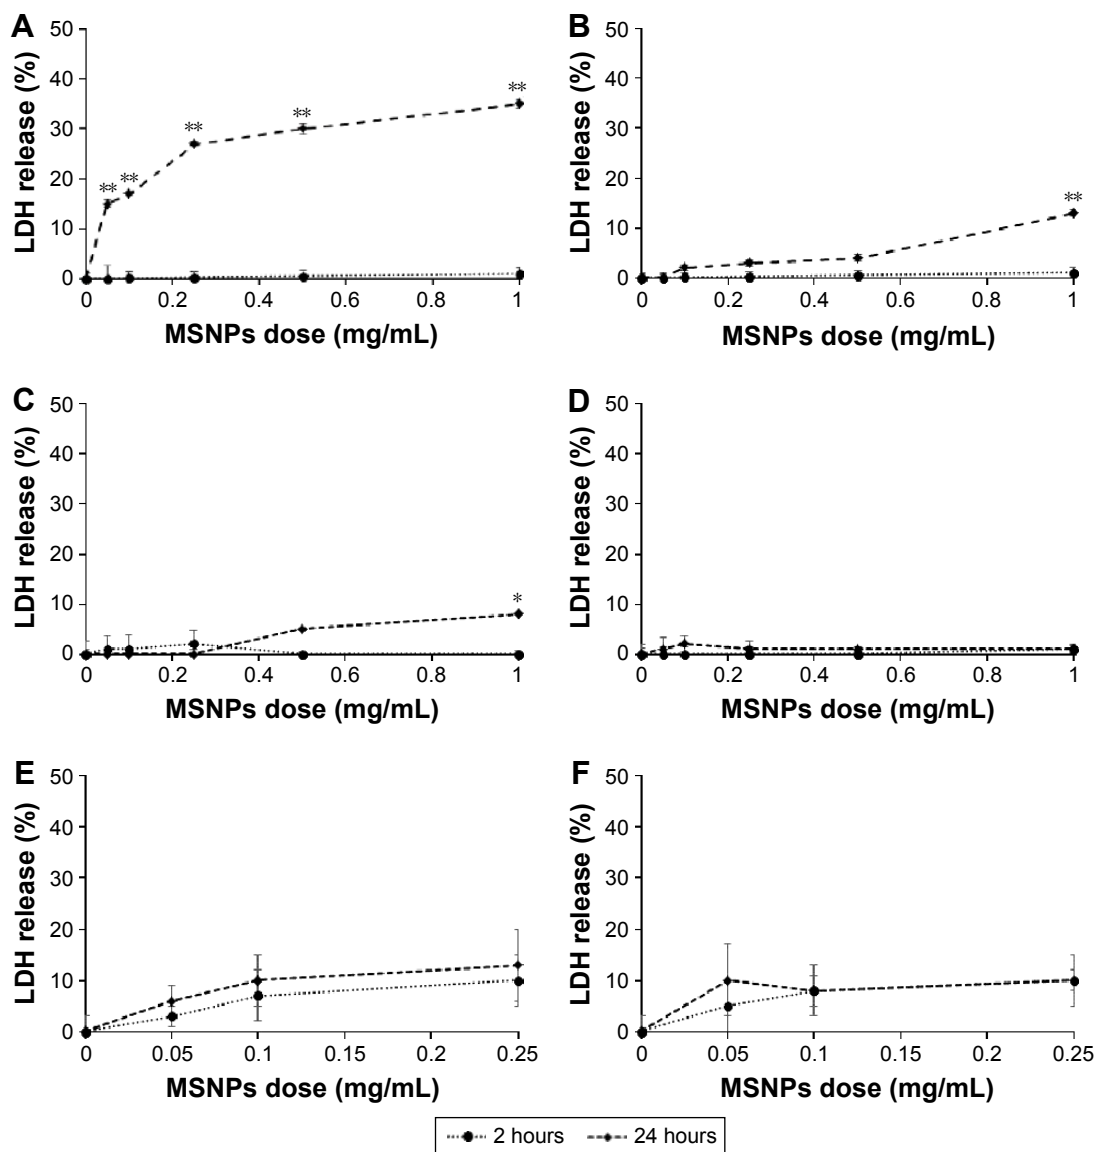 A
LDH release (%)
50
40
30
20
10
0
** ** ** ** **
0 0.2 0.4 0.6 0.8 1
MSNPs dose (mg/mL)
B
LDH release (%)
50
40
30
20
10
0
**
0 0.2 0.4 0.6 0.8 1
MSNPs dose (mg/mL)
C
LDH release (%)
50
40
30
20
10
0
*
0 0.2 0.4 0.6 0.8 1
MSNPs dose (mg/mL)
D
LDH release (%)
50
40
30
20
10
0
0 0.2 0.4 0.6 0.8 1
MSNPs dose (mg/mL)
E
LDH release (%)
50
40
30
20
10
0
0 0.05 0.1 0.15 0.2 0.25
MSNPs dose (mg/mL)
F
LDH release (%)
50
40
30
20
10
0
0 0.05 0.1 0.15 0.2 0.25
MSNPs dose (mg/mL)
2 hours 24 hours